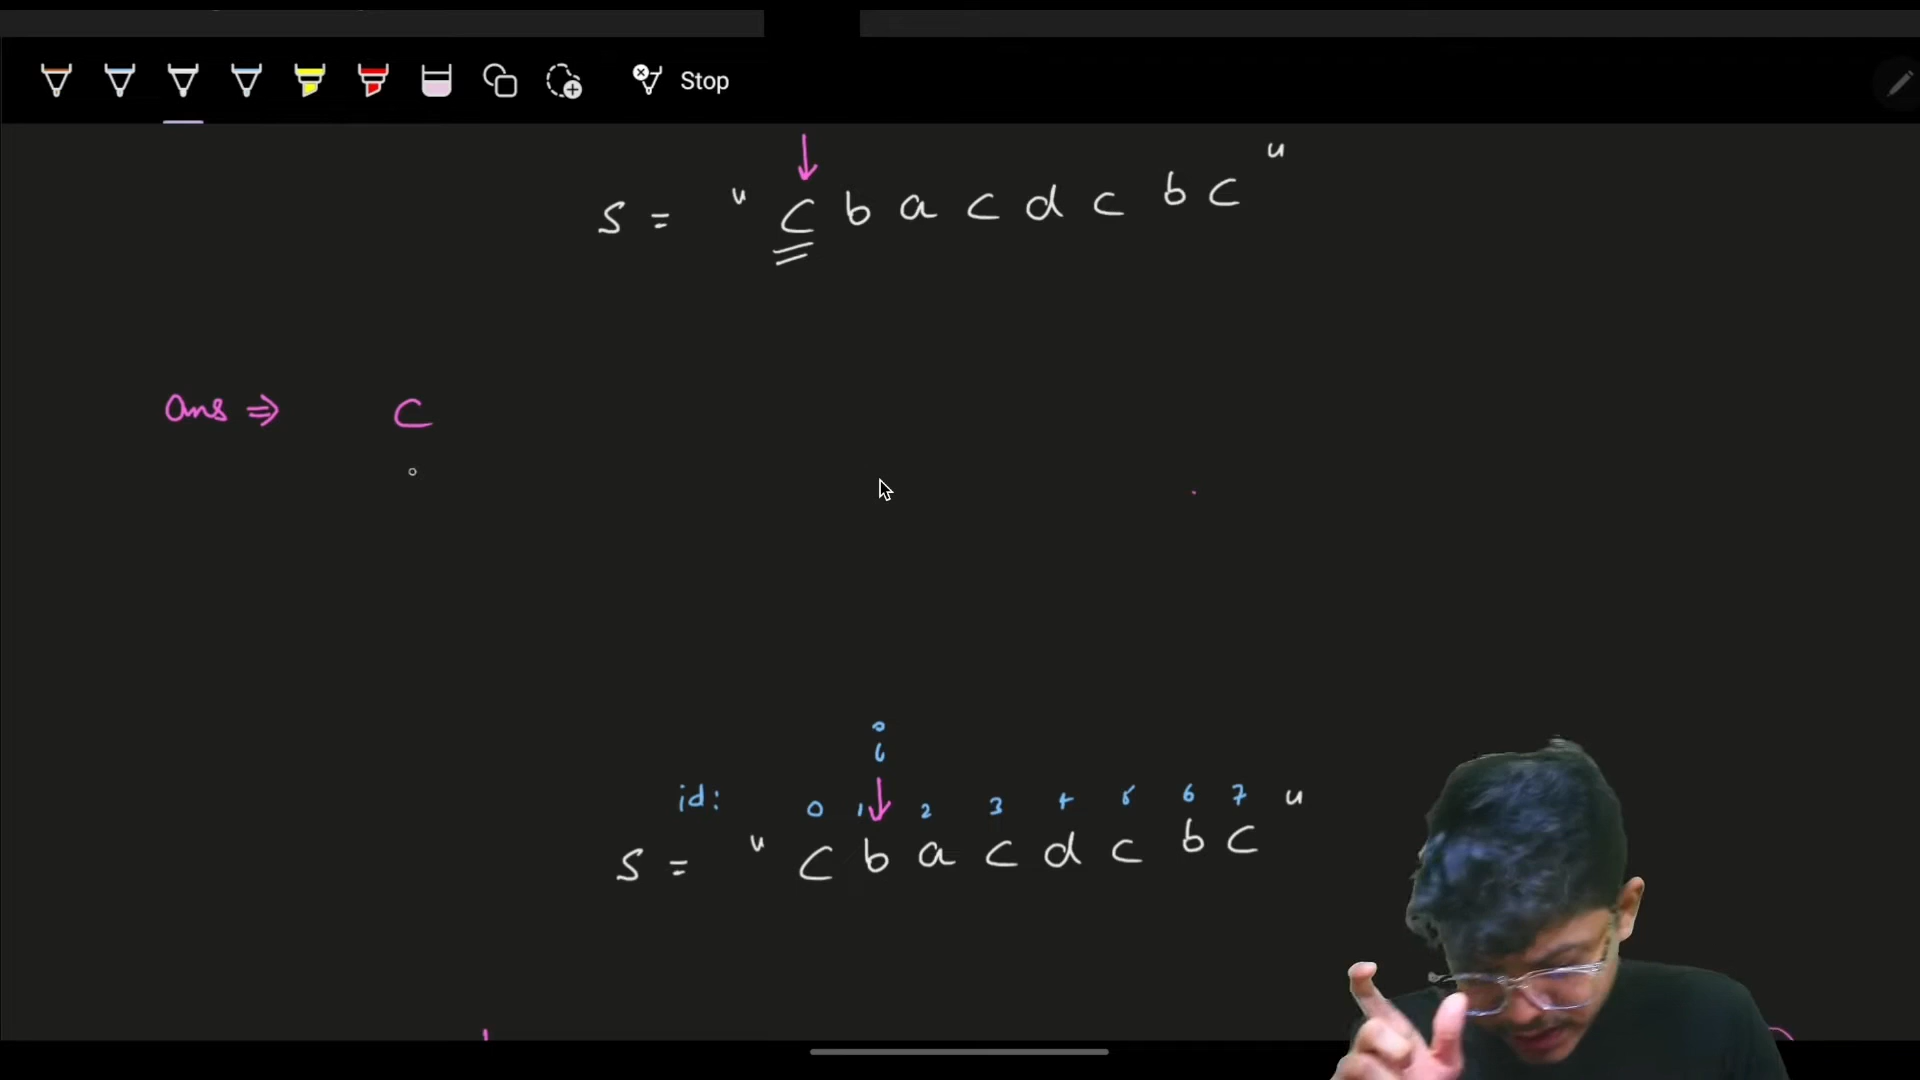 Stop
S = " C b a c d c b c "
Ans ⇒ C
i
id: 0 1 2 3 4 5 6 7
S = " C b a c d c b c "